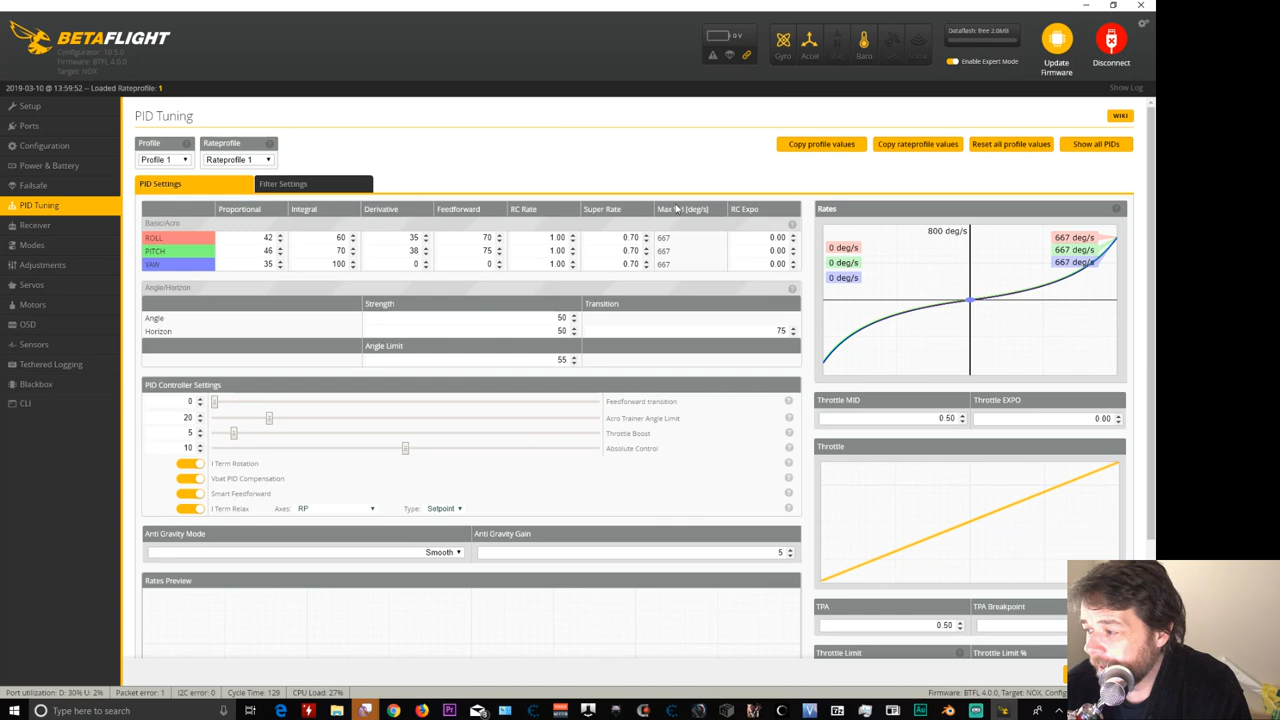 BETAFLIGHT
Configurator: 10.5.0
Firmware: BTFL 4.0.0
Target: NOX
0 V
Gyro Accel Baro
Dataflash: free 2.0MB
Enable Expert Mode
Update Firmware
Disconnect
2019-03-10 @ 13:59:52 -- Loaded Rateprofile: 1
Show Log
Setup
Ports
Configuration
Power & Battery
Failsafe
PID Tuning
Receiver
Modes
Adjustments
Servos
Motors
OSD
Sensors
Tethered Logging
Blackbox
CLI
PID Tuning
WIKI
Profile Rateprofile
Profile 1 Rateprofile 1
Copy profile values Copy rateprofile values Reset all profile values Show all PIDs
PID Settings Filter Settings
Proportional Integral Derivative Feedforward RC Rate Super Rate Max [deg/s] RC Expo
Basic/Acro
ROLL 42 60 35 70 1.00 0.70 667 0.00
PITCH 46 70 38 75 1.00 0.70 667 0.00
YAW 35 100 0 0 1.00 0.70 667 0.00
Angle/Horizon
Strength Transition
Angle 50
Horizon 50 75
Angle Limit
55
PID Controller Settings
0 Feedforward transition
20 Acro Trainer Angle Limit
5 Throttle Boost
10 Absolute Control
I Term Rotation
Vbat PID Compensation
Smart Feedforward
I Term Relax Axes: RP Type: Setpoint
Anti Gravity Mode Anti Gravity Gain
Smooth 5
Rates Preview
Rates
800 deg/s
0 deg/s 667 deg/s
0 deg/s 667 deg/s
0 deg/s 667 deg/s
Throttle MID Throttle EXPO
0.50 0.00
Throttle
TPA TPA Breakpoint
0.50
Throttle Limit Throttle Limit %
Port utilization: D: 30% U: 2% Packet error: 1 I2C error: 0 Cycle Time: 129 CPU Load: 27%
Firmware: BTFL 4.0.0, Target: NOX, Config
Type here to search